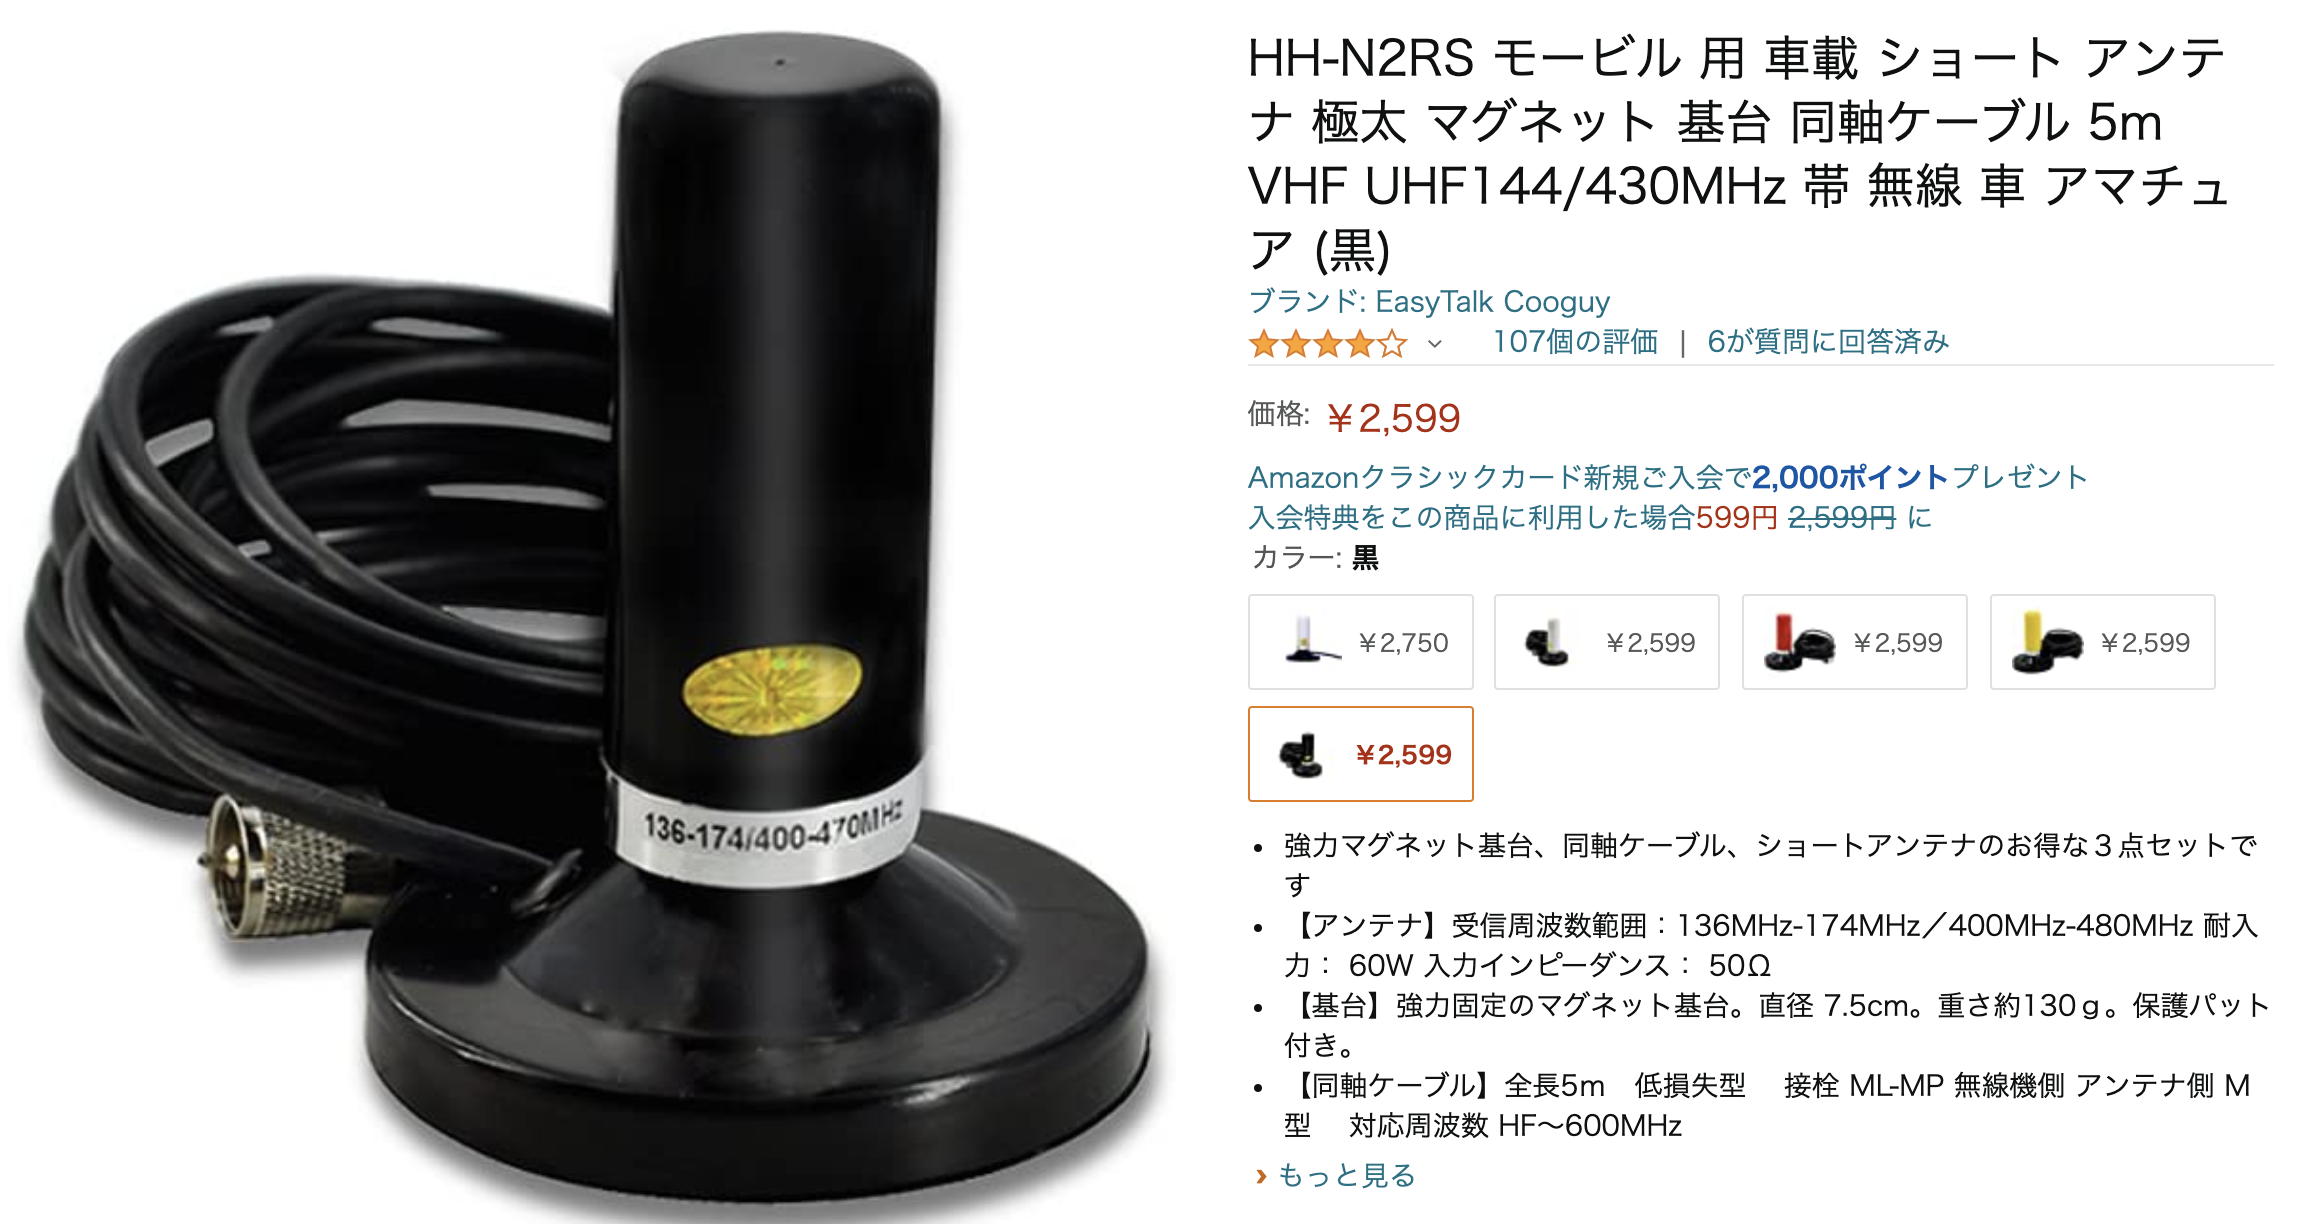 HH-N2RS モービル 用 車載 ショート アンテ
ナ 極太 マグネット 基台 同軸ケーブル 5m
VHF UHF144/430MHz 帯 無線 車 アマチュ
ア (黒)
ブランド: EasyTalk Cooguy
107個の評価 | 6が質問に回答済み
価格: ￥2,599
Amazonクラシックカード新規ご入会で2,000ポイントプレゼント
入会特典をこの商品に利用した場合599円 2,599円 に
カラー: 黒
￥2,750 ￥2,599 ￥2,599 ￥2,599
￥2,599
136-174/400-470MHz
• 強力マグネット基台、同軸ケーブル、ショートアンテナのお得な３点セットで
す
• 【アンテナ】受信周波数範囲：136MHz-174MHz／400MHz-480MHz 耐入
力： 60W 入力インピーダンス： 50Ω
• 【基台】強力固定のマグネット基台。直径 7.5cm。重さ約130ｇ。保護パット
付き。
• 【同軸ケーブル】全長5m　低損失型　 接栓 ML-MP 無線機側 アンテナ側 M
型　 対応周波数 HF～600MHz
› もっと見る